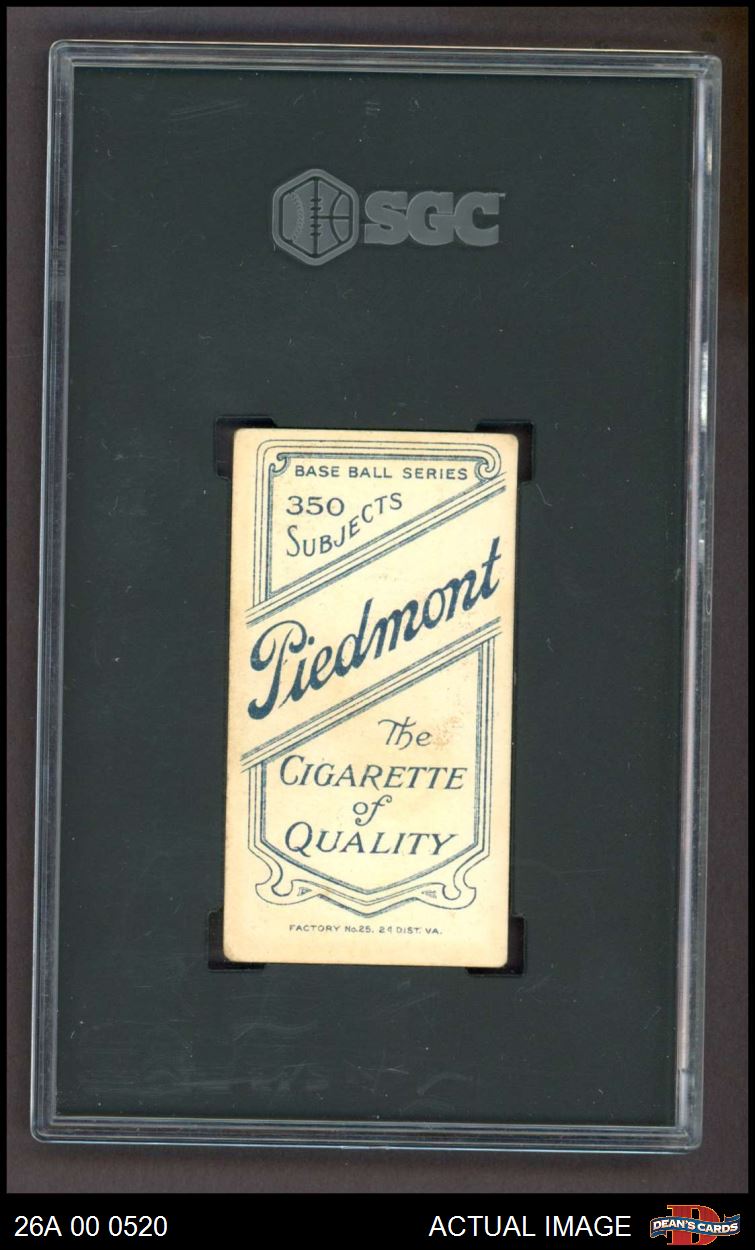 SGC
BASE BALL SERIES
350
SUBJECTS
Piedmont
The
CIGARETTE
of
QUALITY
FACTORY No.25. 2d DIST. VA.
26A 00 0520
ACTUAL IMAGE
DEAN'S CARDS